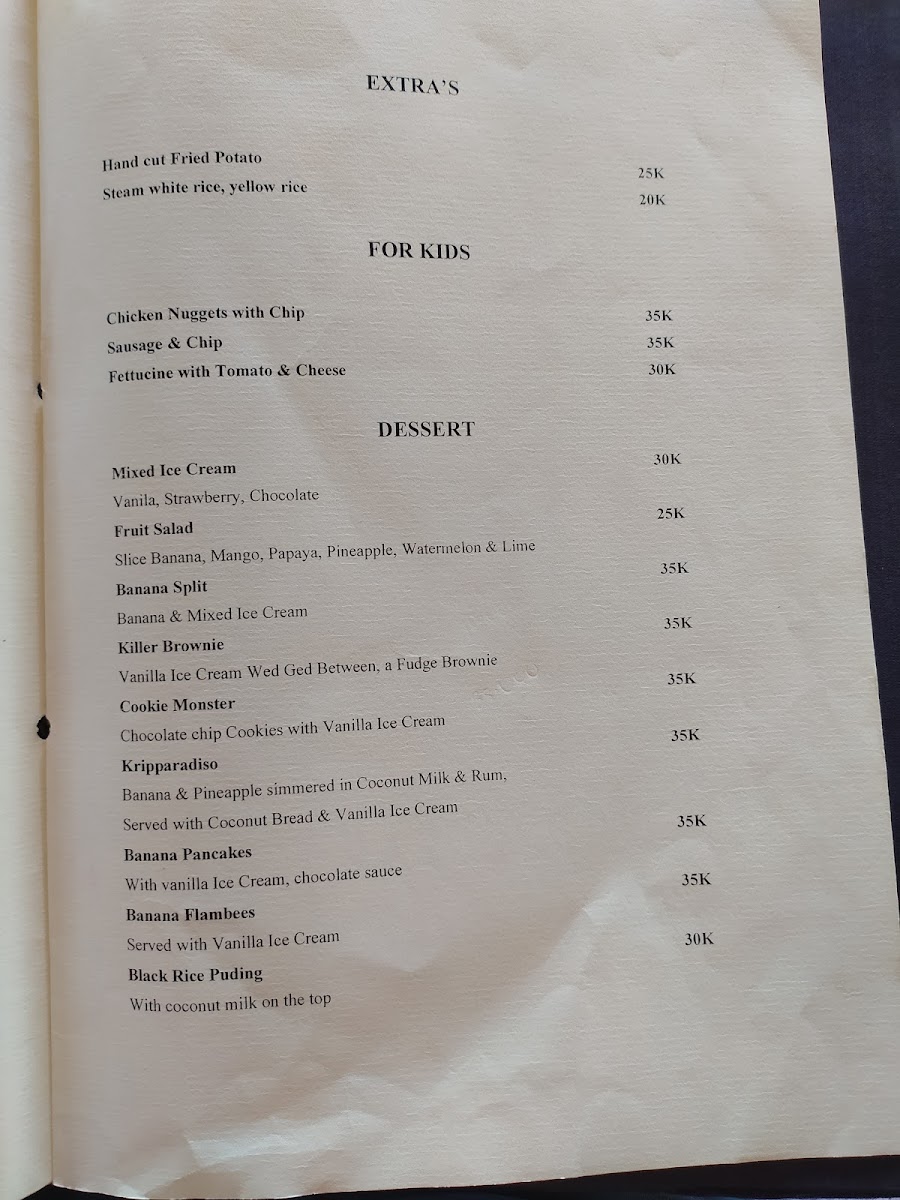 EXTRA'S
Hand cut Fried Potato 25K
Steam white rice, yellow rice 20K
FOR KIDS
Chicken Nuggets with Chip 35K
Sausage & Chip 35K
Fettucine with Tomato & Cheese 30K
DESSERT
Mixed Ice Cream 30K
Vanila, Strawberry, Chocolate
Fruit Salad 25K
Slice Banana, Mango, Papaya, Pineapple, Watermelon & Lime
Banana Split 35K
Banana & Mixed Ice Cream
Killer Brownie 35K
Vanilla Ice Cream Wed Ged Between, a Fudge Brownie
Cookie Monster 35K
Chocolate chip Cookies with Vanilla Ice Cream
Kripparadiso 35K
Banana & Pineapple simmered in Coconut Milk & Rum,
Served with Coconut Bread & Vanilla Ice Cream
Banana Pancakes 35K
With vanilla Ice Cream, chocolate sauce
Banana Flambees 35K
Served with Vanilla Ice Cream
Black Rice Puding 30K
With coconut milk on the top